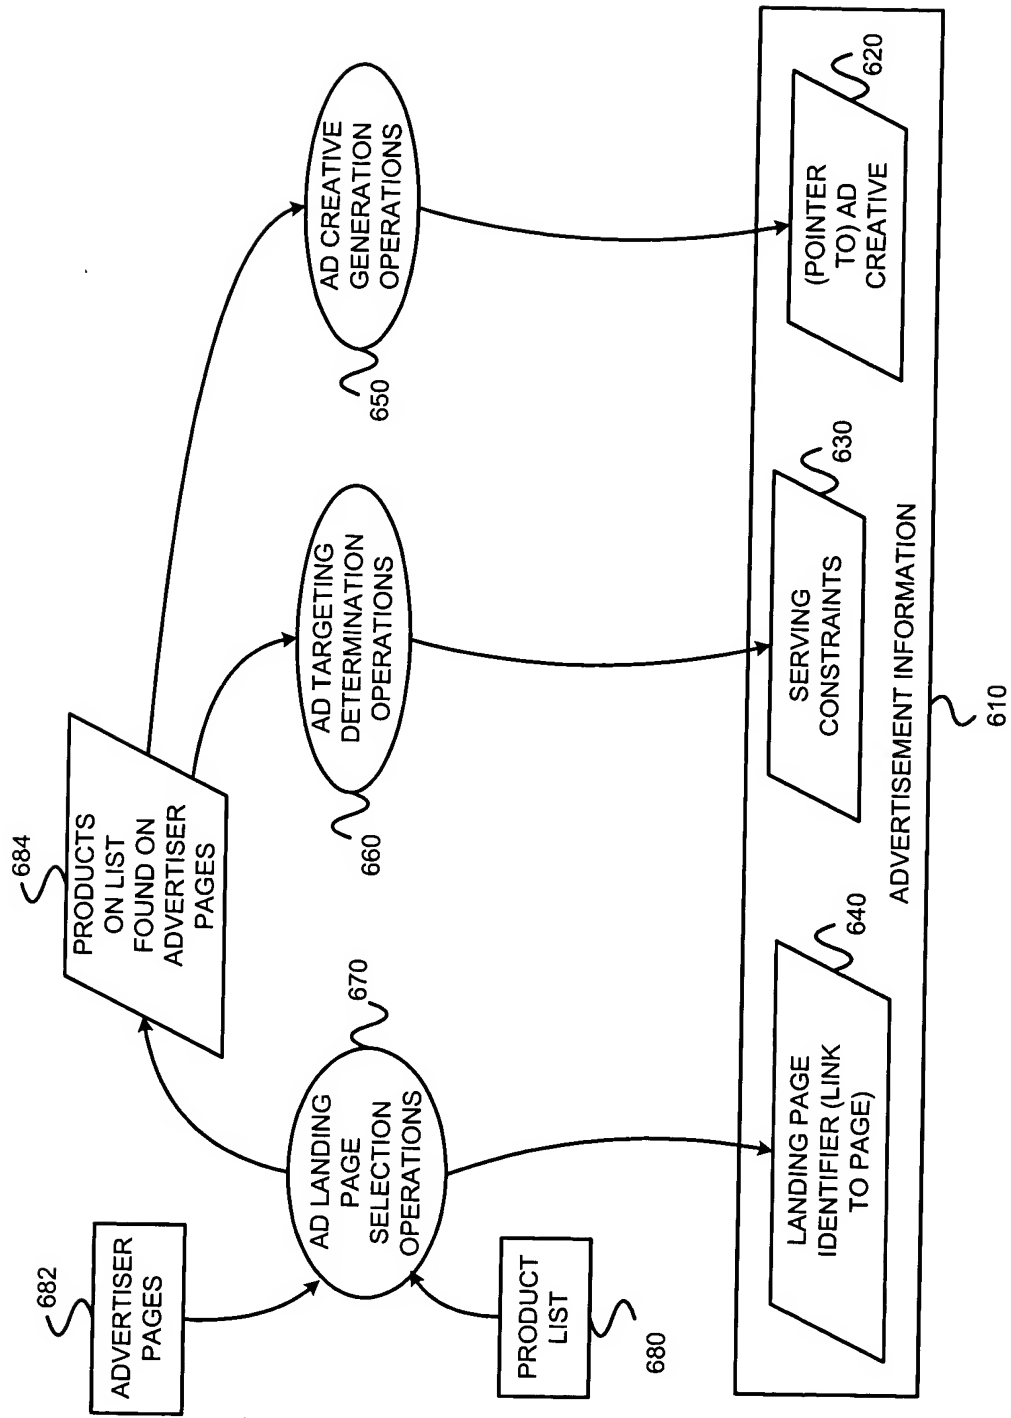 682
ADVERTISER
PAGES
PRODUCT
LIST
680
AD LANDING
PAGE
SELECTION
OPERATIONS
670
684
PRODUCTS
ON LIST
FOUND ON
ADVERTISER
PAGES
AD TARGETING
DETERMINATION
OPERATIONS
660
AD CREATIVE
GENERATION
OPERATIONS
650
LANDING PAGE
IDENTIFIER (LINK
TO PAGE)
640
SERVING
CONSTRAINTS
630
(POINTER
TO) AD
CREATIVE
620
ADVERTISEMENT INFORMATION
610